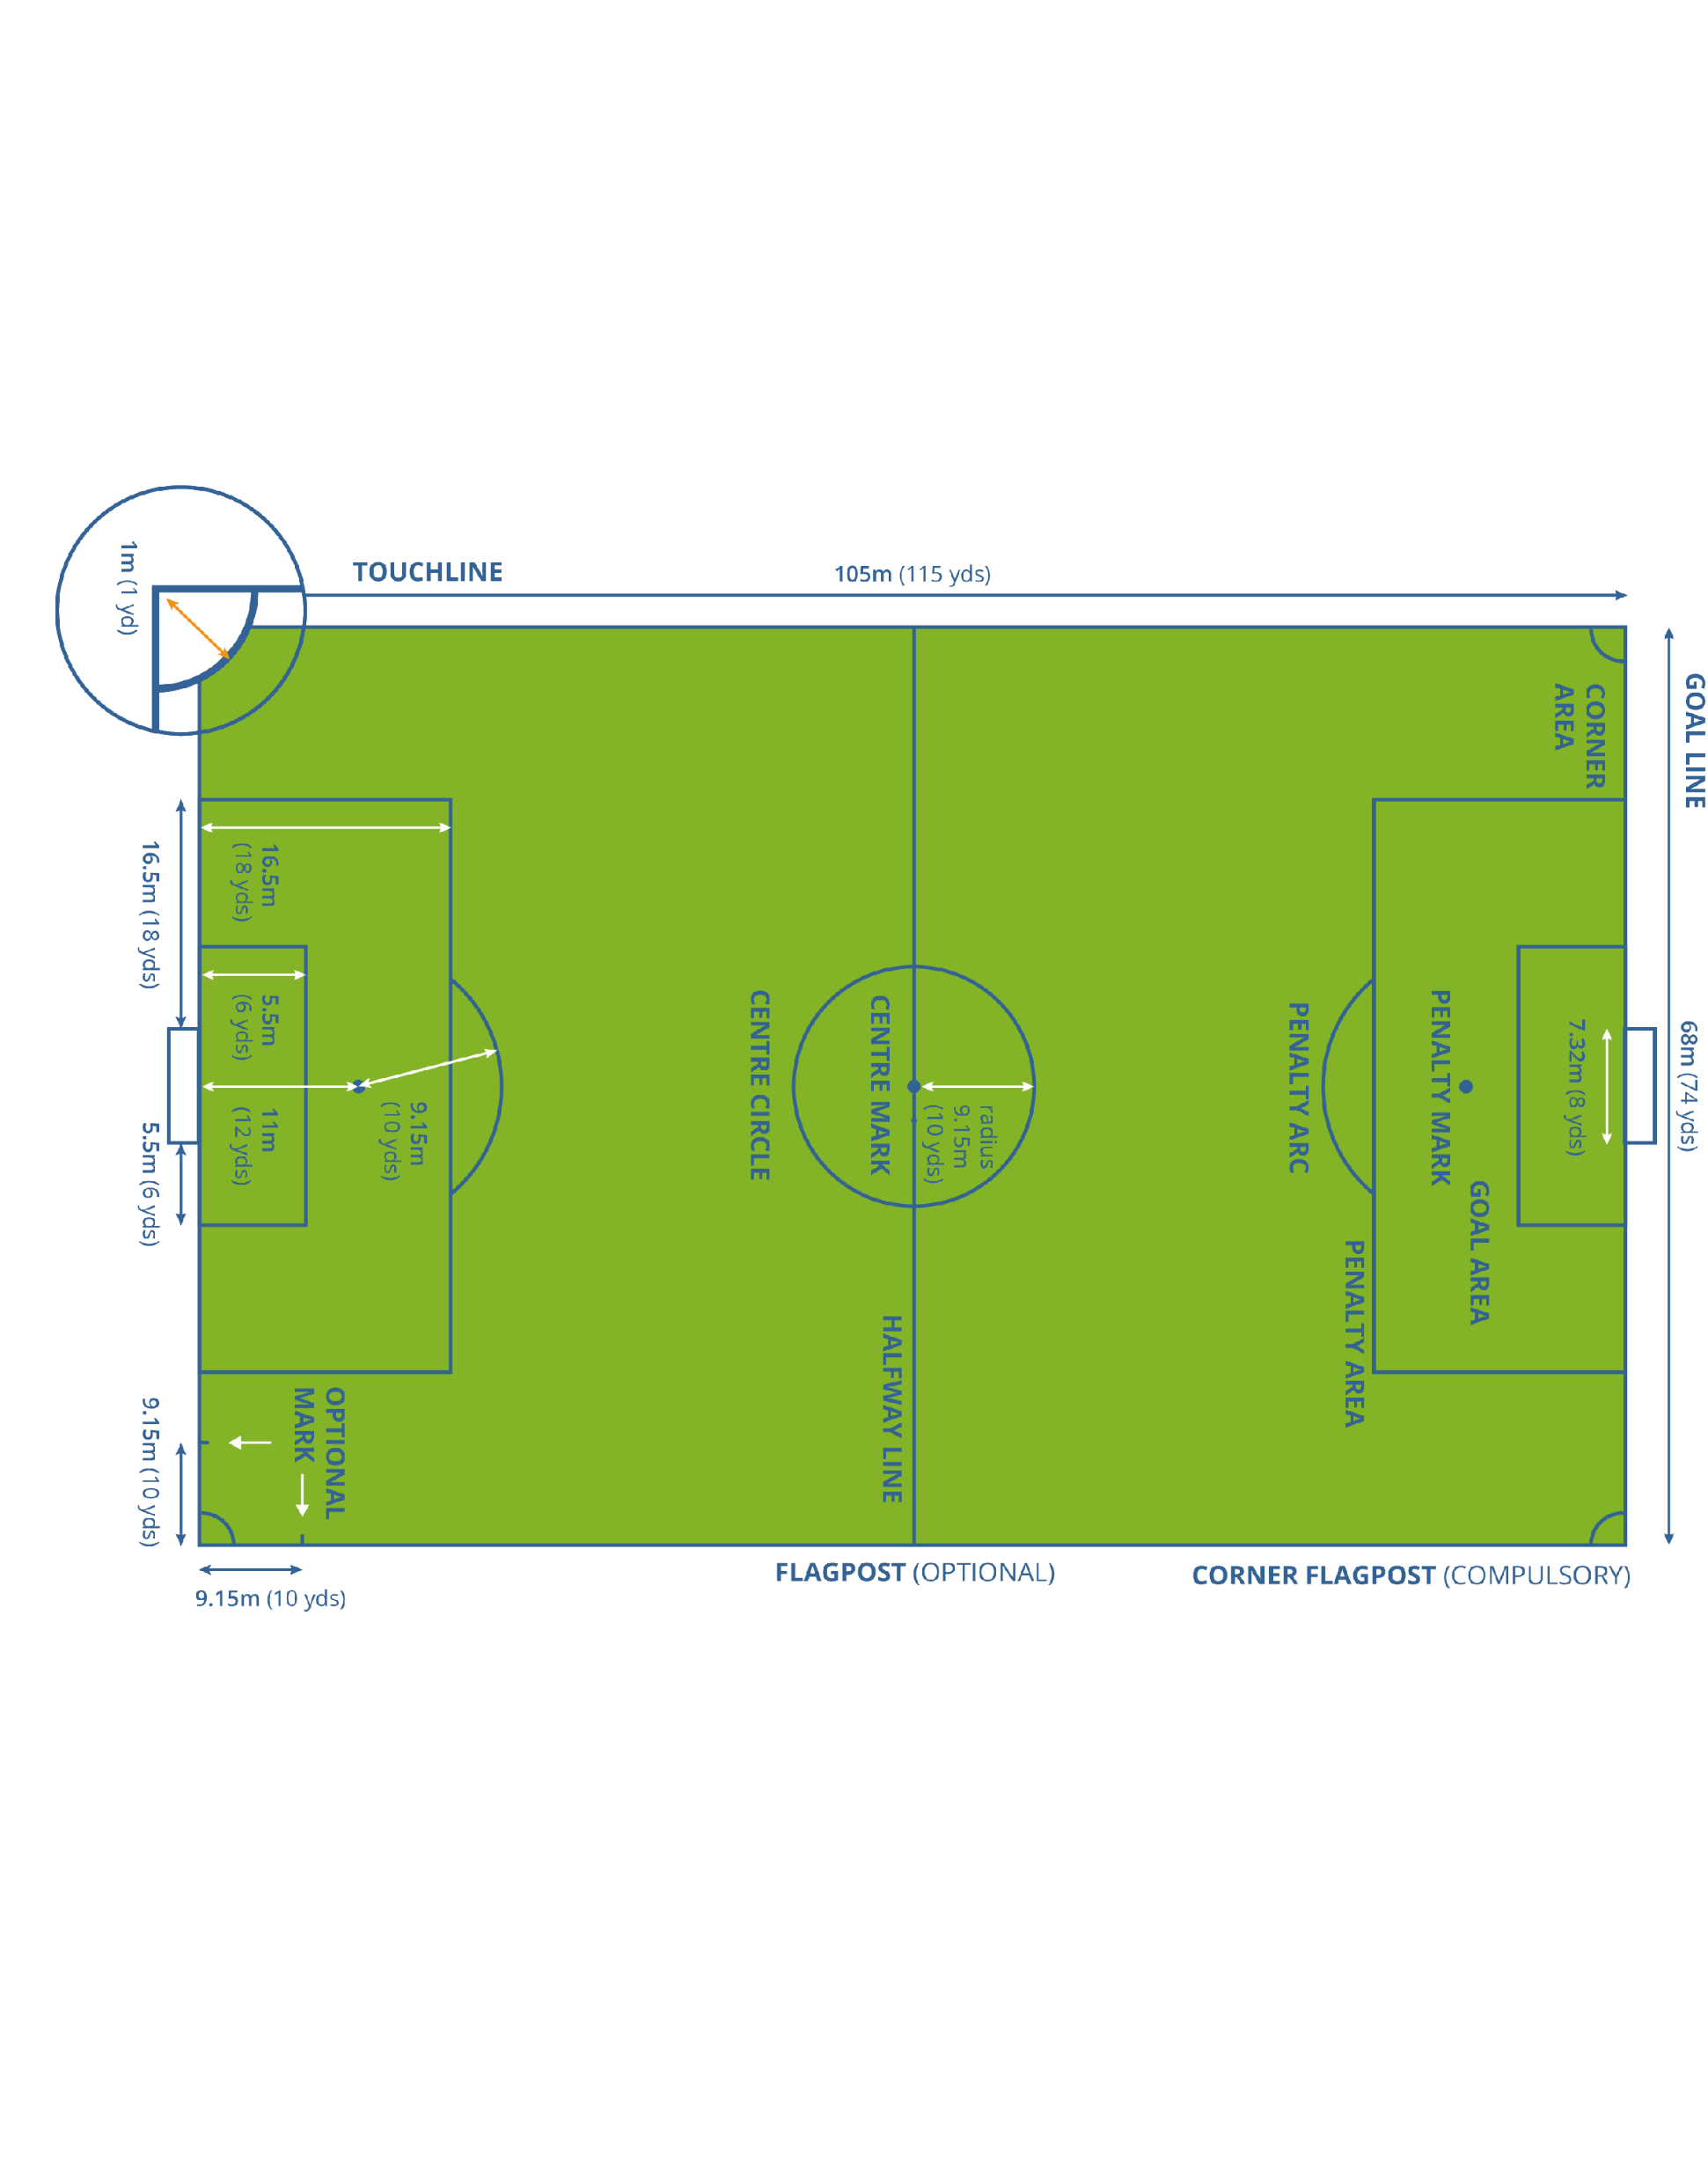 TOUCHLINE
105m (115 yds)
1m (1 yd)
GOAL LINE
68m (74 yds)
CORNER
AREA
16.5m (18 yds)
16.5m
(18 yds)
5.5m
(6 yds)
11m
(12 yds)
9.15m
(10 yds)
5.5m (6 yds)
CENTRE CIRCLE
CENTRE MARK
radius
9.15m
(10 yds)
PENALTY ARC
PENALTY MARK
7.32m (8 yds)
GOAL AREA
PENALTY AREA
HALFWAY LINE
OPTIONAL
MARK
9.15m (10 yds)
9.15m (10 yds)
FLAGPOST (OPTIONAL)
CORNER FLAGPOST (COMPULSORY)